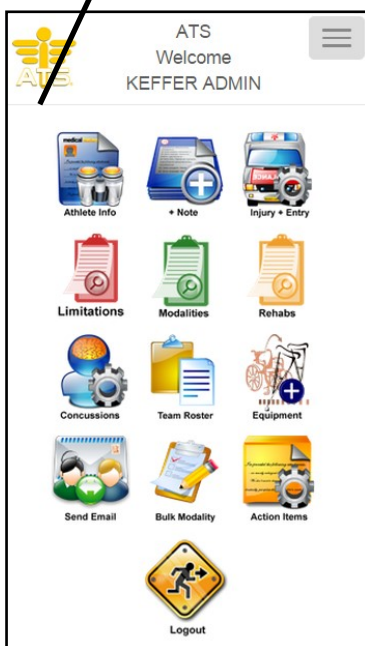 ATS
Welcome
KEFFER ADMIN
ATS
Athlete Info
+ Note
Injury + Entry
Limitations
Modalities
Rehabs
Concussions
Team Roster
Equipment
Send Email
Bulk Modality
Action Items
Logout